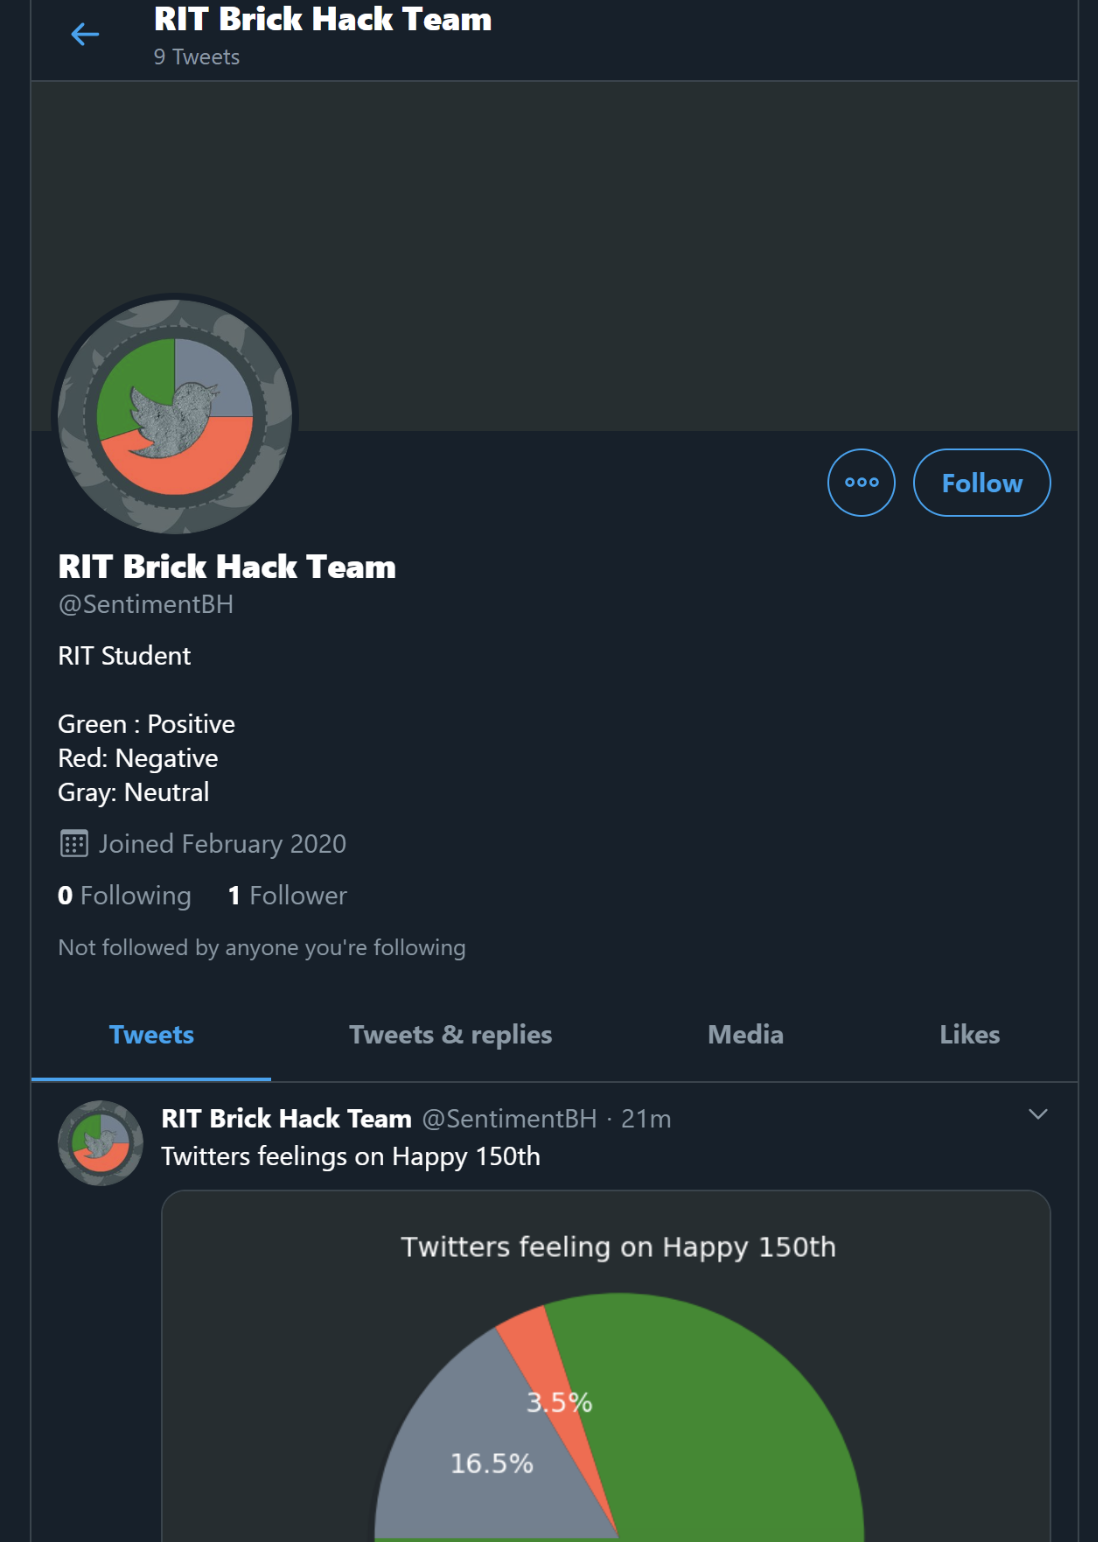 RIT Brick Hack Team
9 Tweets
Follow
RIT Brick Hack Team
@SentimentBH
RIT Student
Green : Positive
Red: Negative
Gray: Neutral
Joined February 2020
0 Following 1 Follower
Not followed by anyone you're following
Tweets Tweets & replies Media Likes
RIT Brick Hack Team @SentimentBH · 21m
Twitters feelings on Happy 150th
Twitters feeling on Happy 150th
3.5%
16.5%